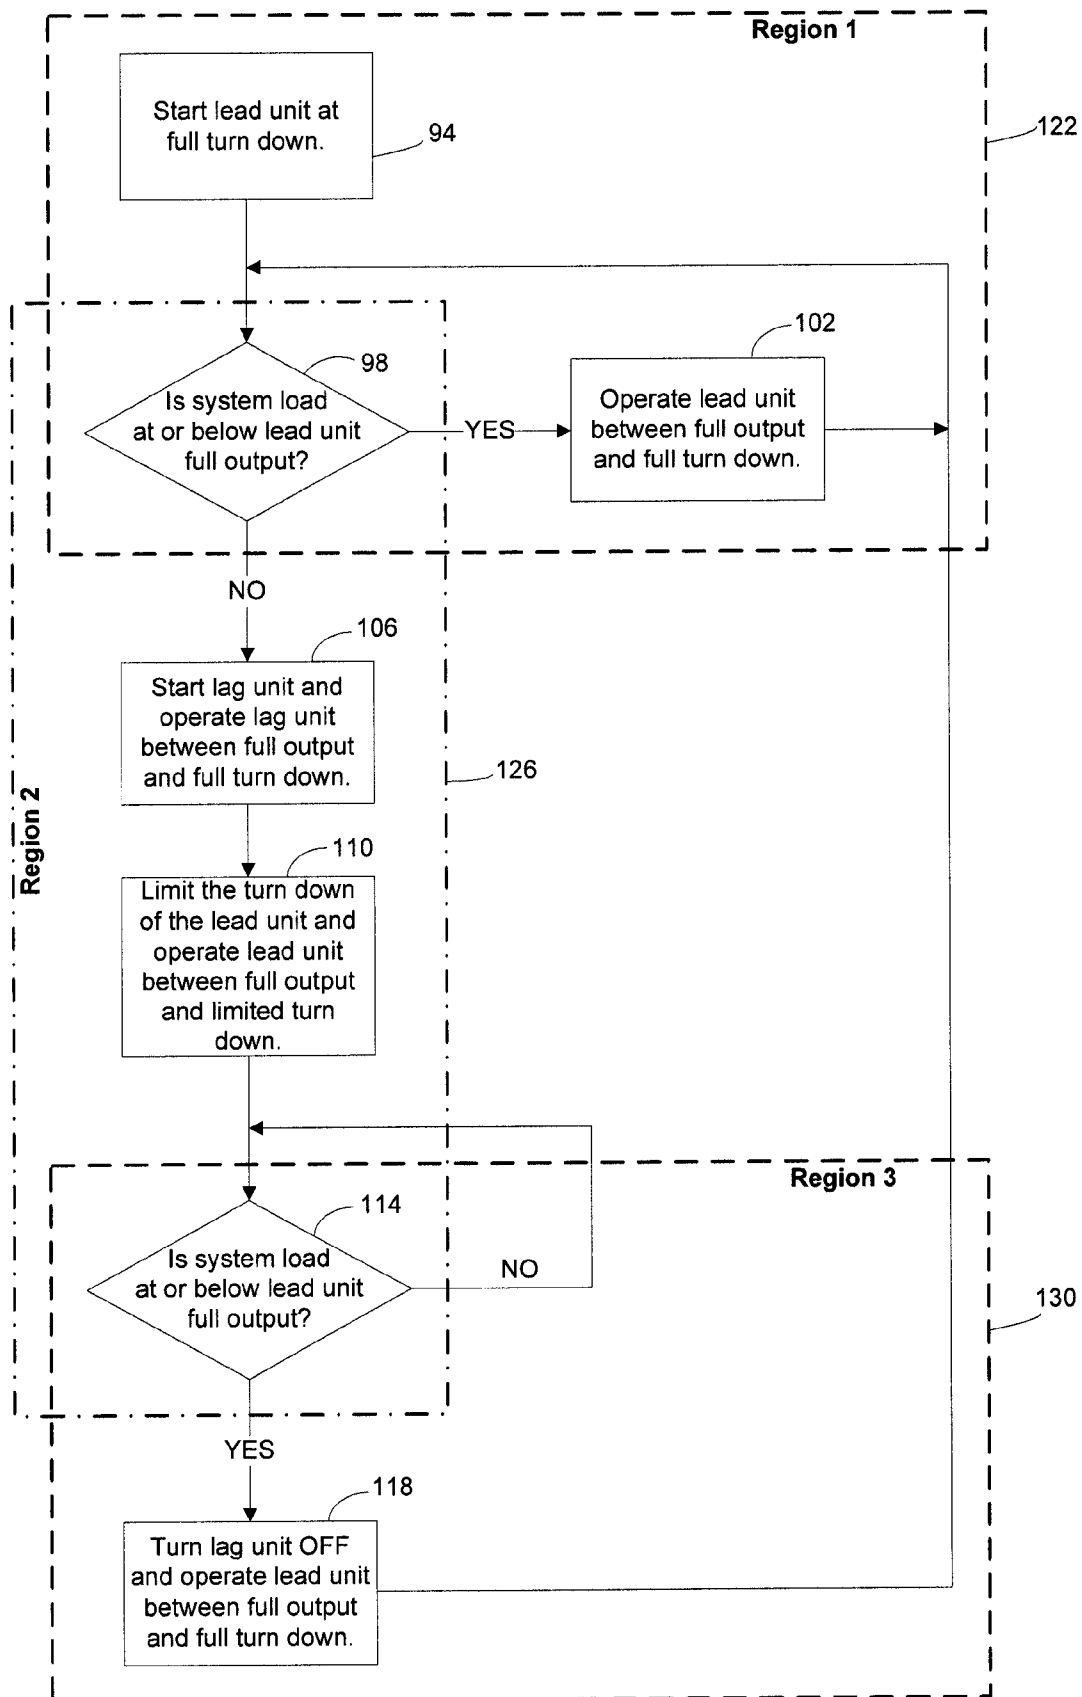 Region 1
Start lead unit at
full turn down.
94
122
98
Is system load
at or below lead unit
full output?
YES
102
Operate lead unit
between full output
and full turn down.
NO
106
Start lag unit and
operate lag unit
between full output
and full turn down.
126
Region 2
110
Limit the turn down
of the lead unit and
operate lead unit
between full output
and limited turn
down.
Region 3
114
Is system load
at or below lead unit
full output?
NO
130
YES
118
Turn lag unit OFF
and operate lead unit
between full output
and full turn down.